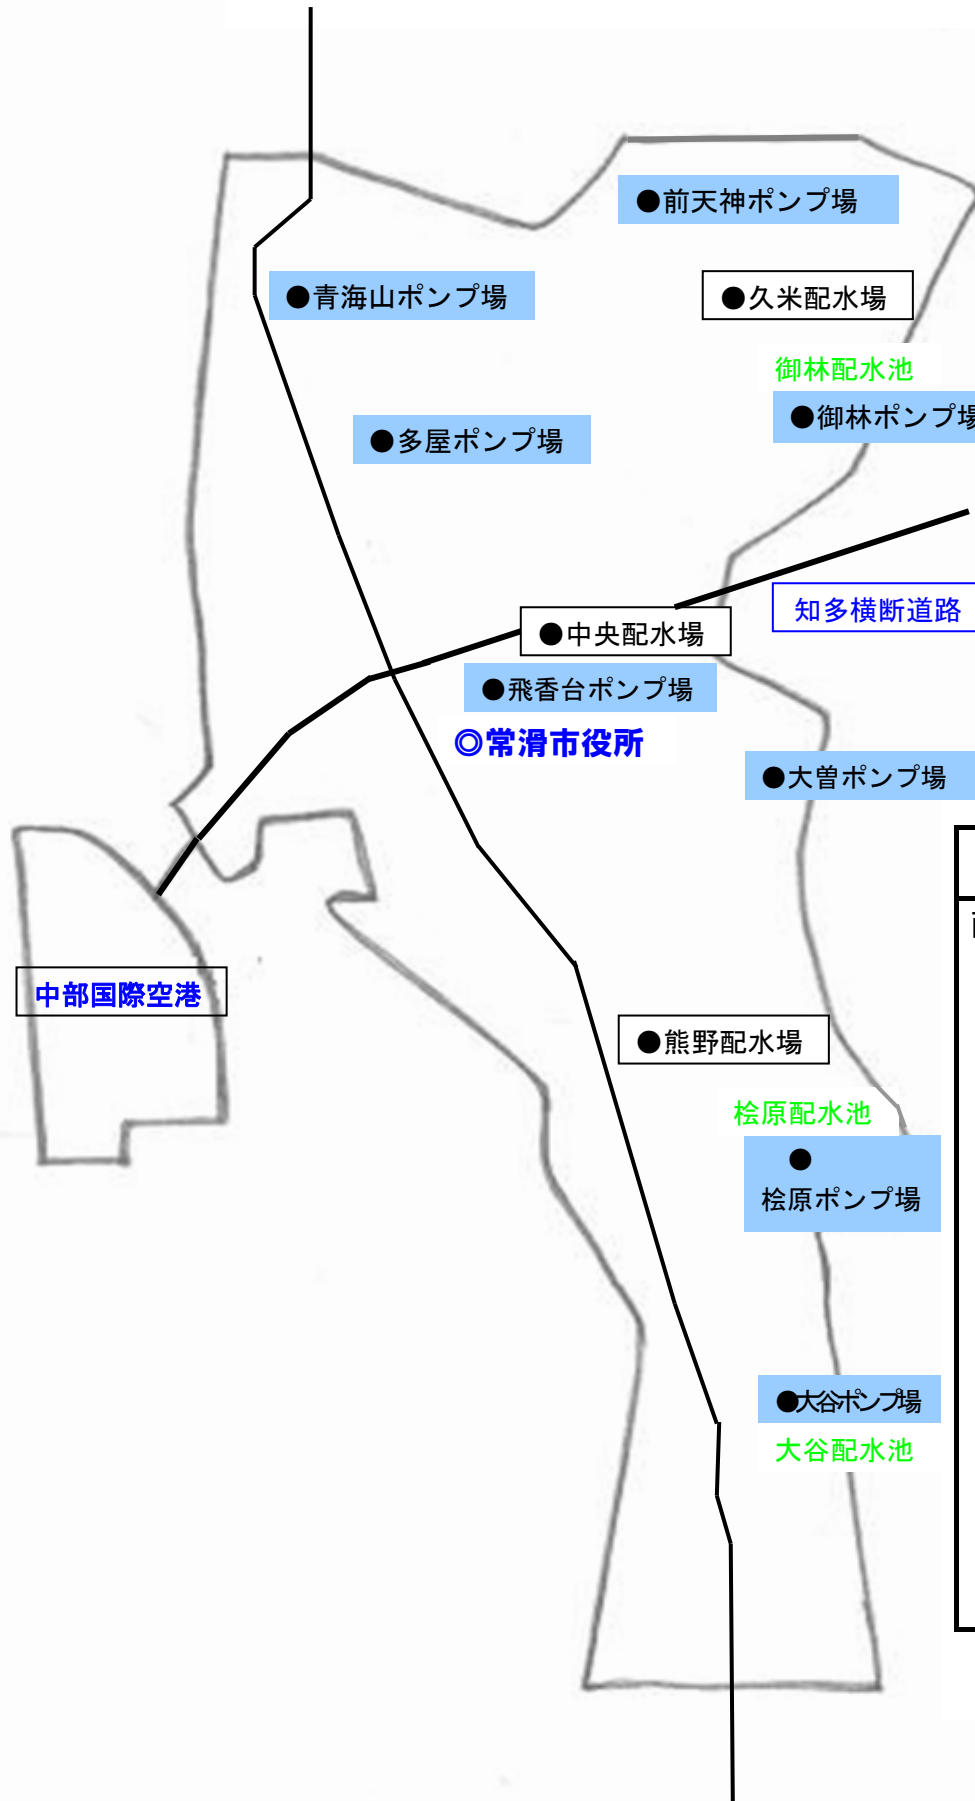 ●前天神ポンプ場
●青海山ポンプ場
●久米配水場
御林配水池
●御林ポンプ場
●多屋ポンプ場
知多横断道路
●中央配水場
●飛香台ポンプ場
◎常滑市役所
●大曽ポンプ場
中部国際空港
●熊野配水場
桧原配水池
●
桧原ポンプ場
●大谷ポンプ場
大谷配水池